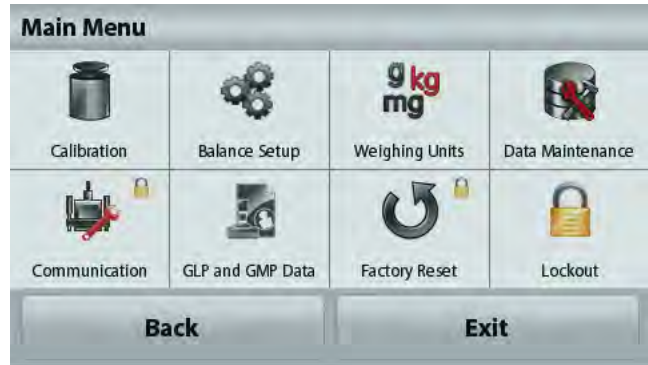 Main Menu
g kg
mg
Calibration Balance Setup Weighing Units Data Maintenance
Communication GLP and GMP Data Factory Reset Lockout
Back Exit